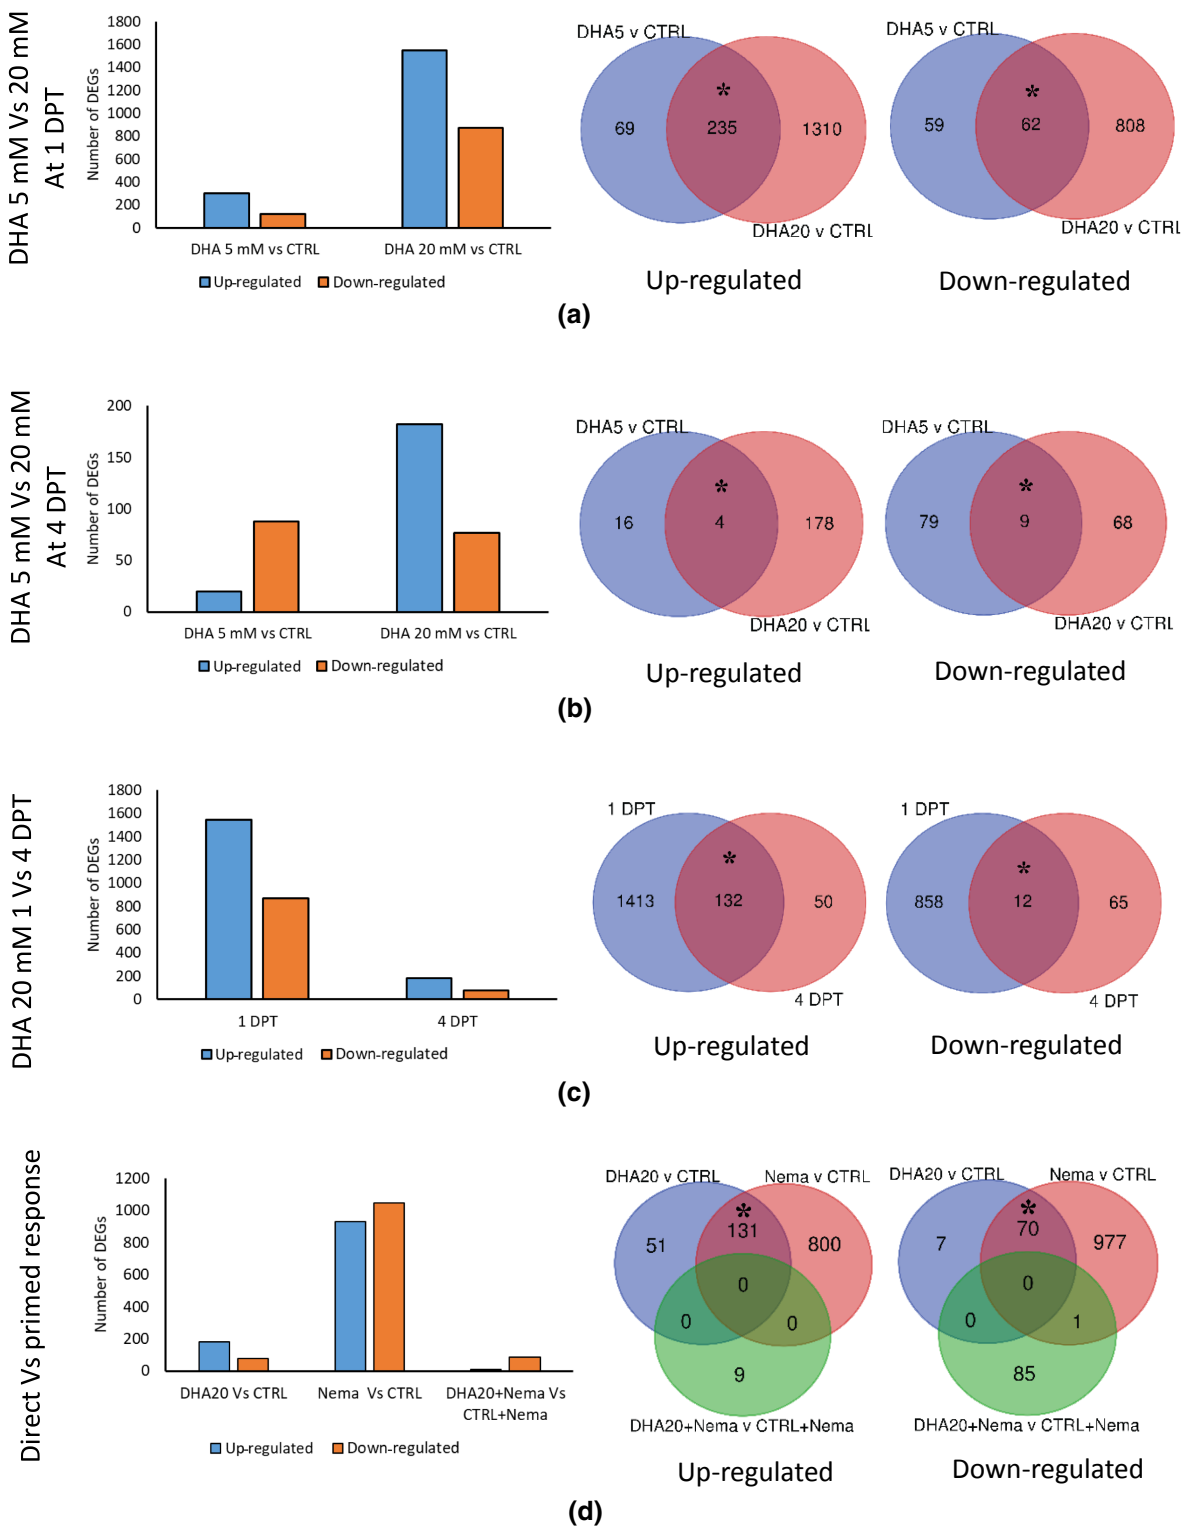 DHA 5 mM Vs 20 mM
At 1 DPT
Number of DEGs
1800
1600
1400
1200
1000
800
600
400
200
0
DHA 5 mM vs CTRL
DHA 20 mM vs CTRL
Up-regulated
Down-regulated
DHA5 v CTRL
*
69
235
1310
DHA20 v CTRL
Up-regulated
DHA5 v CTRL
*
59
62
808
DHA20 v CTRL
Down-regulated
(a)
DHA 5 mM Vs 20 mM
At 4 DPT
Number of DEGs
200
150
100
50
0
DHA 5 mM vs CTRL
DHA 20 mM vs CTRL
Up-regulated
Down-regulated
DHA5 v CTRL
*
16
4
178
DHA20 v CTRL
Up-regulated
DHA5 v CTRL
*
79
9
68
DHA20 v CTRL
Down-regulated
(b)
DHA 20 mM 1 Vs 4 DPT
Number of DEGs
1800
1600
1400
1200
1000
800
600
400
200
0
1 DPT
4 DPT
Up-regulated
Down-regulated
1 DPT
*
1413
132
50
4 DPT
Up-regulated
1 DPT
*
858
12
65
4 DPT
Down-regulated
(c)
Direct Vs primed response
Number of DEGs
1200
1000
800
600
400
200
0
DHA20 Vs CTRL
Nema Vs CTRL
DHA20+Nema Vs
CTRL+Nema
Up-regulated
Down-regulated
DHA20 v CTRL
Nema v CTRL
*
51
131
800
0
0
0
9
DHA20+Nema v CTRL+Nema
Up-regulated
DHA20 v CTRL
Nema v CTRL
*
7
70
977
0
0
1
85
DHA20+Nema v CTRL+Nema
Down-regulated
(d)